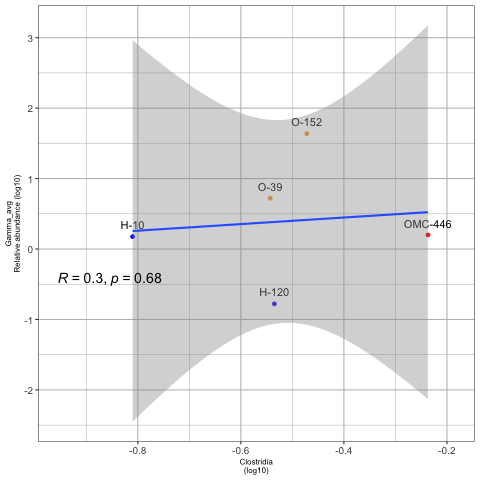 3
2
1
0
-1
-2
Gamma_avg
Relative abundance (log10)
O-152
O-39
H-10
OMC-446
R = 0.3, p = 0.68
H-120
-0.8
-0.6
-0.4
-0.2
Clostridia
(log10)